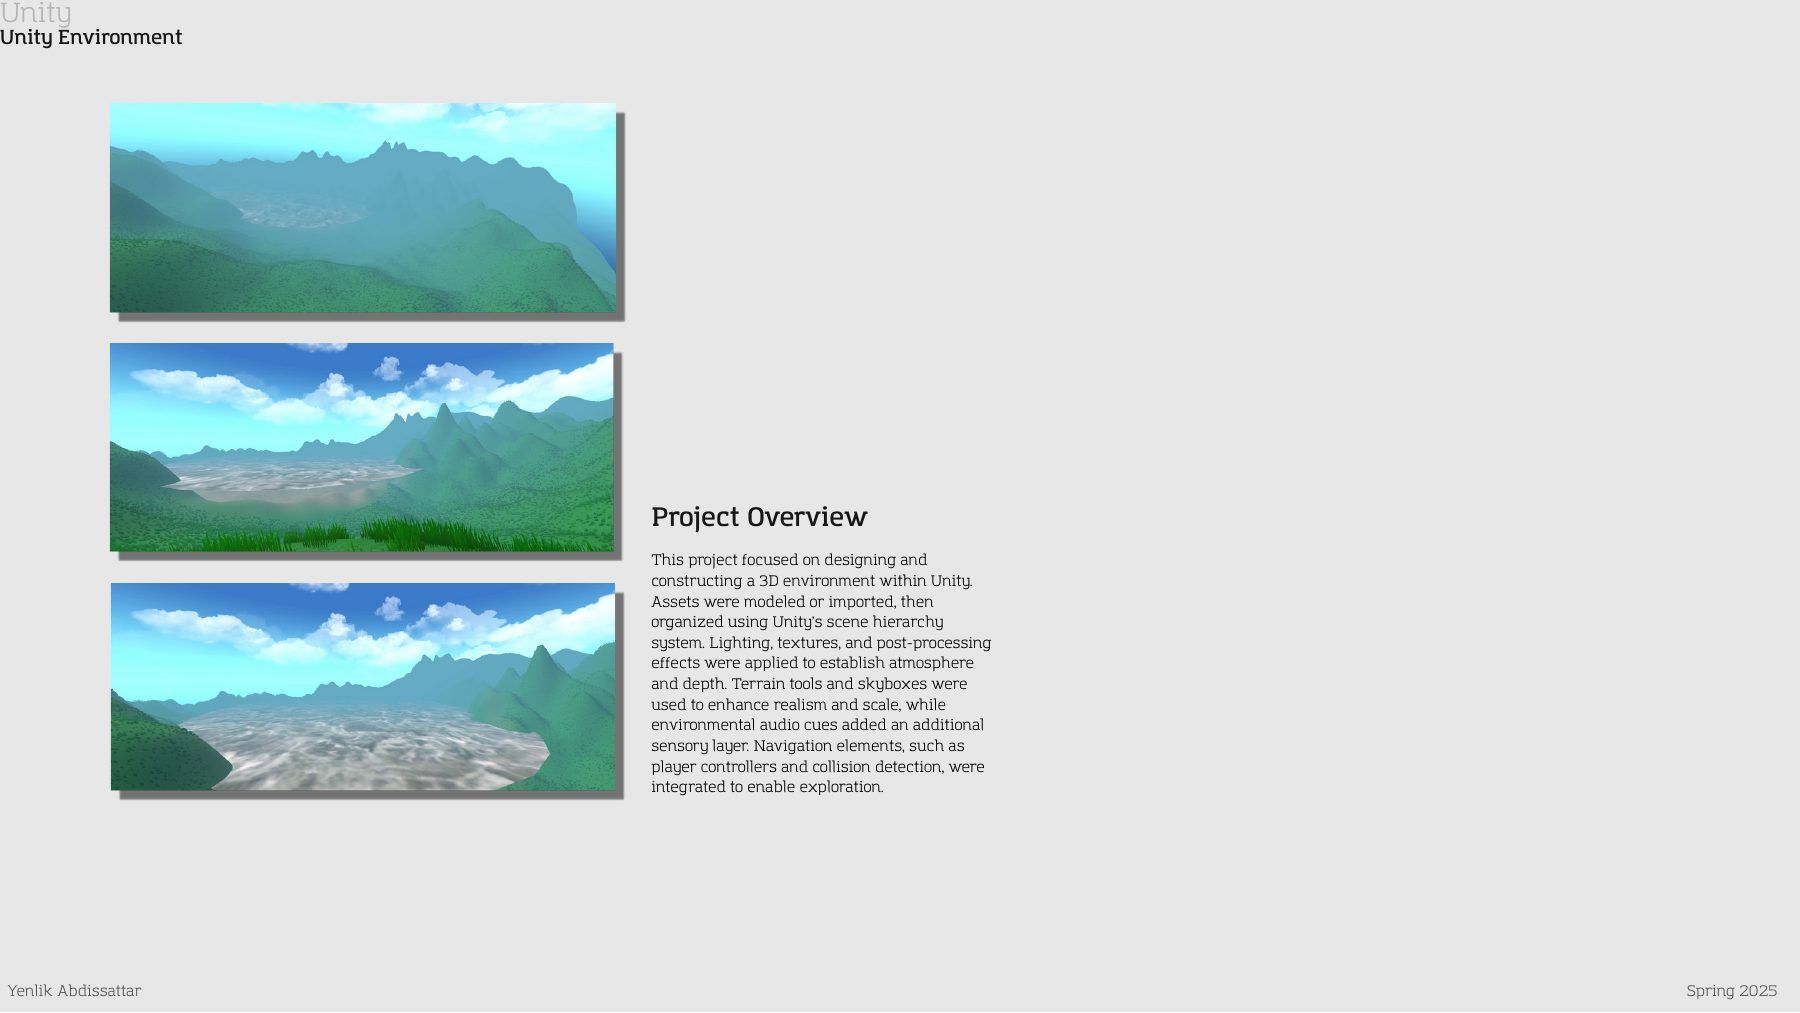 Unity
Unity Environment
Project Overview
This project focused on designing and
constructing a 3D environment within Unity.
Assets were modeled or imported, then
organized using Unity's scene hierarchy
system. Lighting, textures, and post-processing
effects were applied to establish atmosphere
and depth. Terrain tools and skyboxes were
used to enhance realism and scale, while
environmental audio cues added an additional
sensory layer. Navigation elements, such as
player controllers and collision detection, were
integrated to enable exploration.
Yenlik Abdissattar
Spring 2025